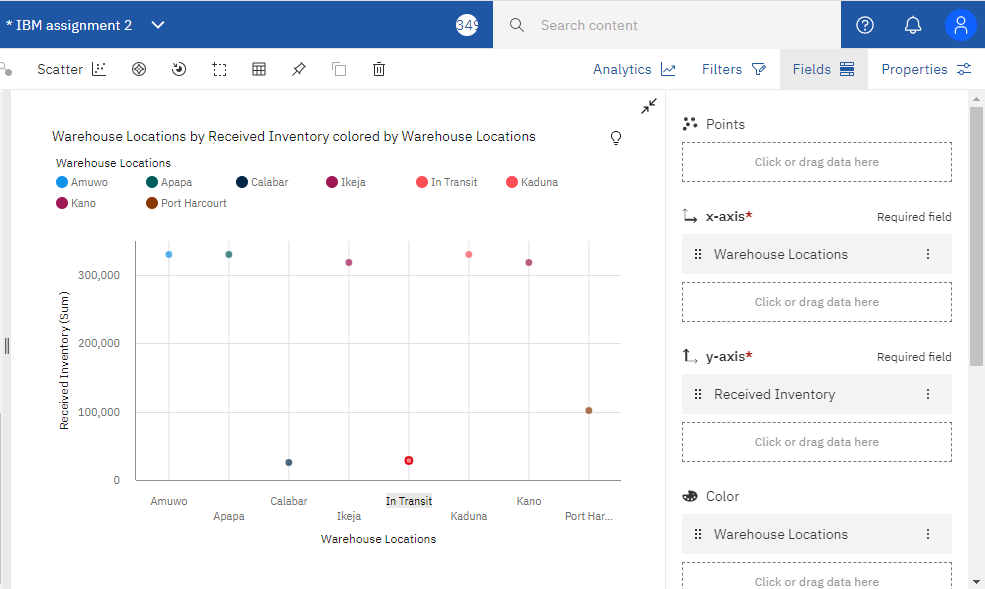 * IBM assignment 2
349
Search content
Scatter
Analytics
Filters
Fields
Properties
Warehouse Locations by Received Inventory colored by Warehouse Locations
Warehouse Locations
Amuwo Apapa Calabar Ikeja In Transit Kaduna
Kano Port Harcourt
Received Inventory (Sum)
300,000
200,000
100,000
0
Amuwo Calabar In Transit Kano
Apapa Ikeja Kaduna Port Har...
Warehouse Locations
Points
Click or drag data here
x-axis* Required field
Warehouse Locations
Click or drag data here
y-axis* Required field
Received Inventory
Click or drag data here
Color
Warehouse Locations
Click or drag data here